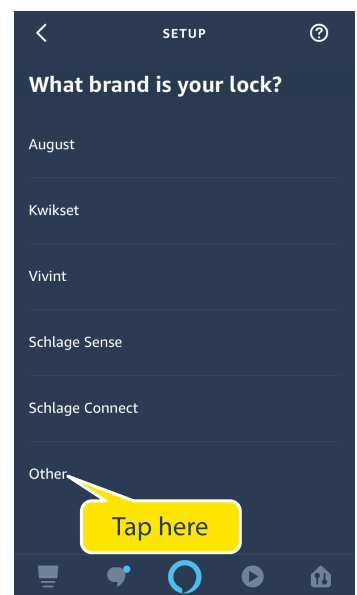 SETUP
What brand is your lock?
August
Kwikset
Vivint
Schlage Sense
Schlage Connect
Other
Tap here